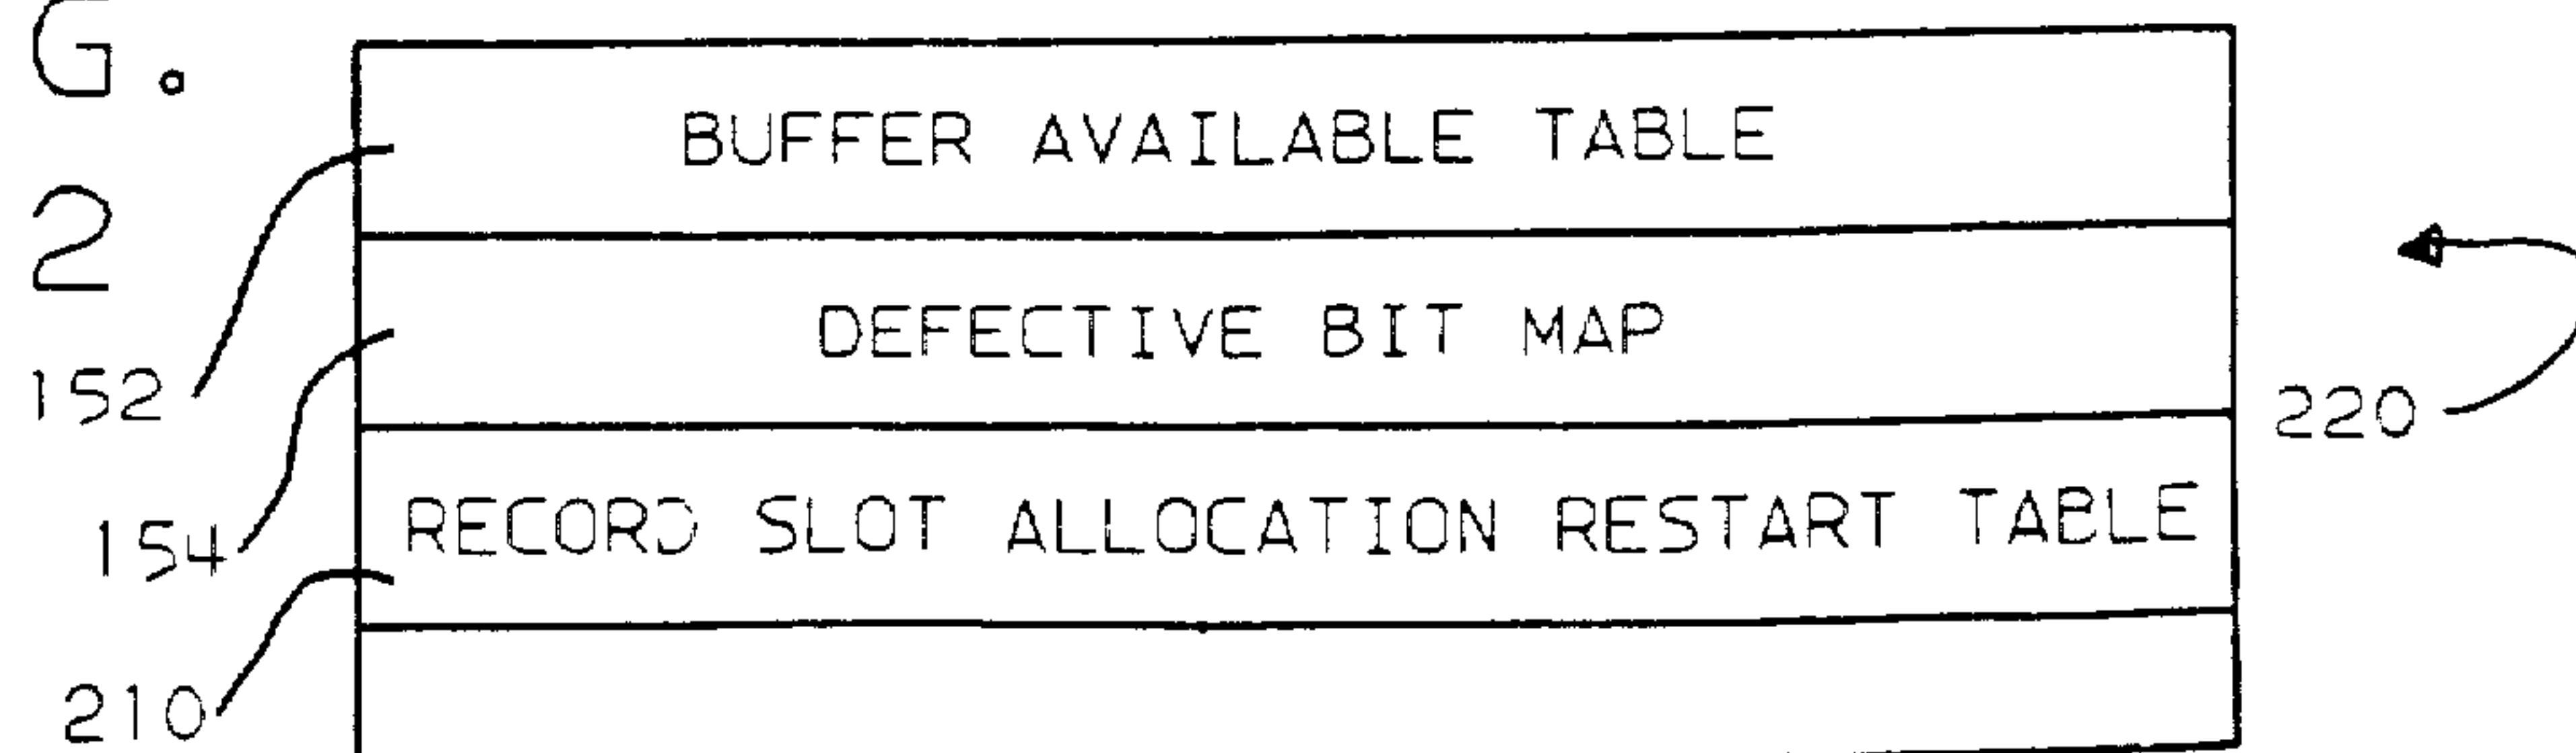 G.
BUFFER AVAILABLE TABLE
2
DEFECTIVE BIT MAP
152
220
RECORD SLOT ALLOCATION RESTART TABLE
154
210